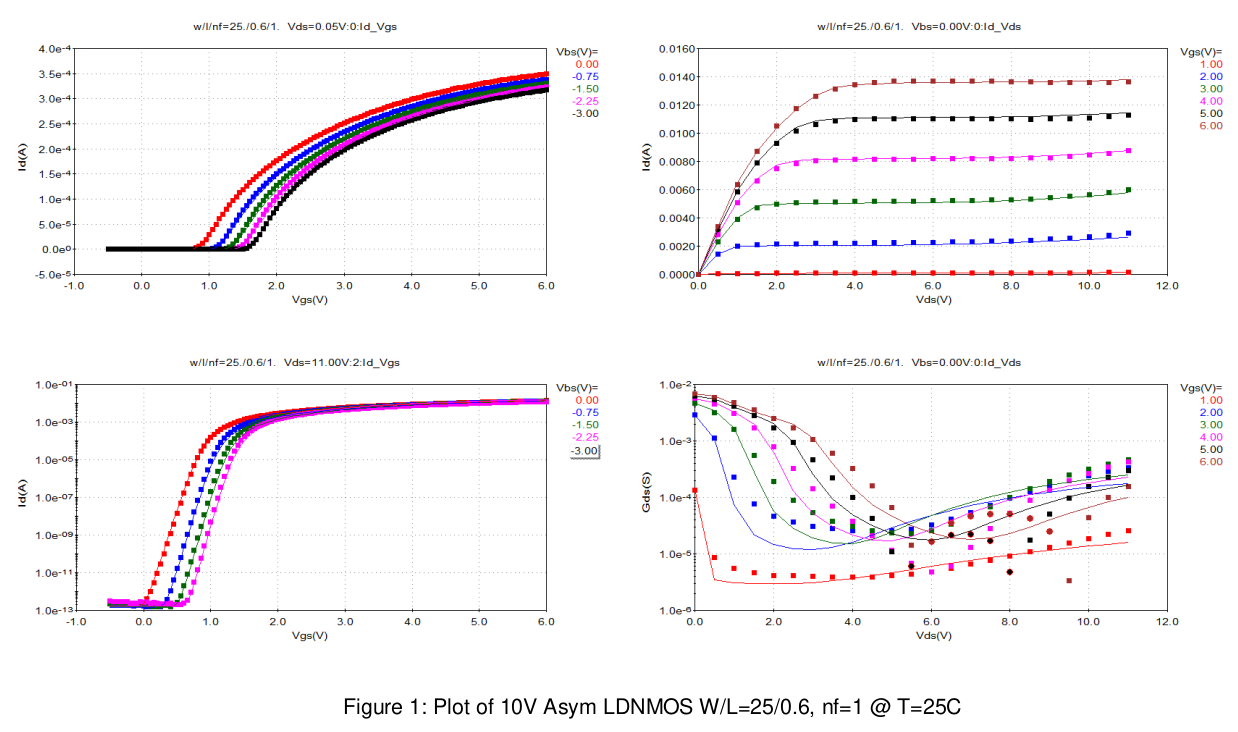 w/l/nf=25./0.6/1. Vds=0.05V:0:Id_Vgs
4.0e-4
3.5e-4
3.0e-4
2.5e-4
2.0e-4
1.5e-4
1.0e-4
5.0e-5
0.0e0
-5.0e-5
Id(A)
-1.0 0.0 1.0 2.0 3.0 4.0 5.0 6.0
Vgs(V)
Vbs(V)=
0.00
-0.75
-1.50
-2.25
-3.00
w/l/nf=25./0.6/1. Vbs=0.00V:0:Id_Vds
0.0160
0.0140
0.0120
0.0100
0.0080
0.0060
0.0040
0.0020
0.0000
Id(A)
0.0 2.0 4.0 6.0 8.0 10.0 12.0
Vds(V)
Vgs(V)=
1.00
2.00
3.00
4.00
5.00
6.00
w/l/nf=25./0.6/1. Vds=11.00V:2:Id_Vgs
1.0e-01
1.0e-03
1.0e-05
1.0e-07
1.0e-09
1.0e-11
1.0e-13
Id(A)
-1.0 0.0 1.0 2.0 3.0 4.0 5.0 6.0
Vgs(V)
Vbs(V)=
0.00
-0.75
-1.50
-2.25
-3.00
w/l/nf=25./0.6/1. Vbs=0.00V:0:Id_Vds
1.0e-2
1.0e-3
1.0e-4
1.0e-5
1.0e-6
Gds(S)
0.0 2.0 4.0 6.0 8.0 10.0 12.0
Vds(V)
Vgs(V)=
1.00
2.00
3.00
4.00
5.00
6.00
Figure 1: Plot of 10V Asym LDNMOS W/L=25/0.6, nf=1 @ T=25C